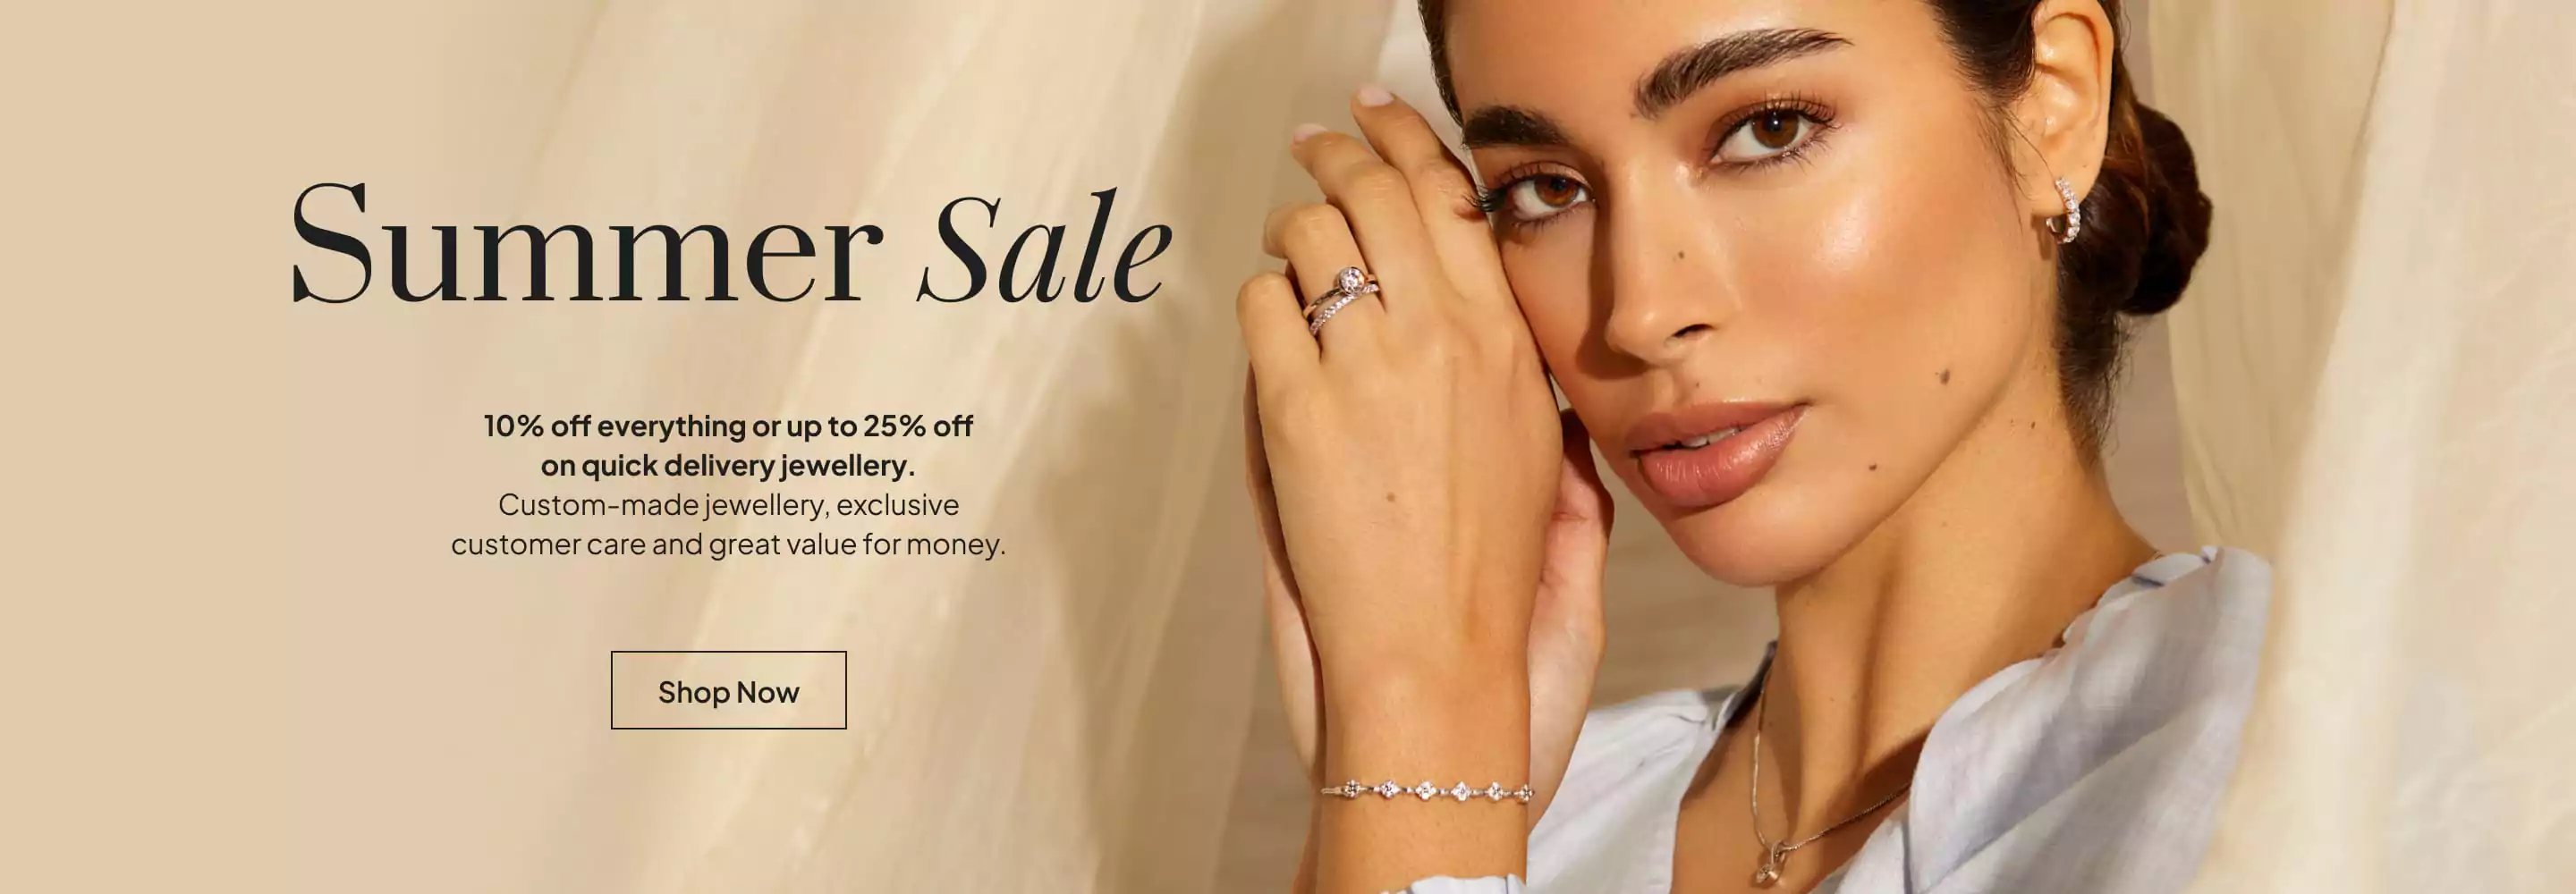 Summer Sale
10% off everything or up to 25% off
on quick delivery jewellery.
Custom-made jewellery, exclusive
customer care and great value for money.
Shop Now